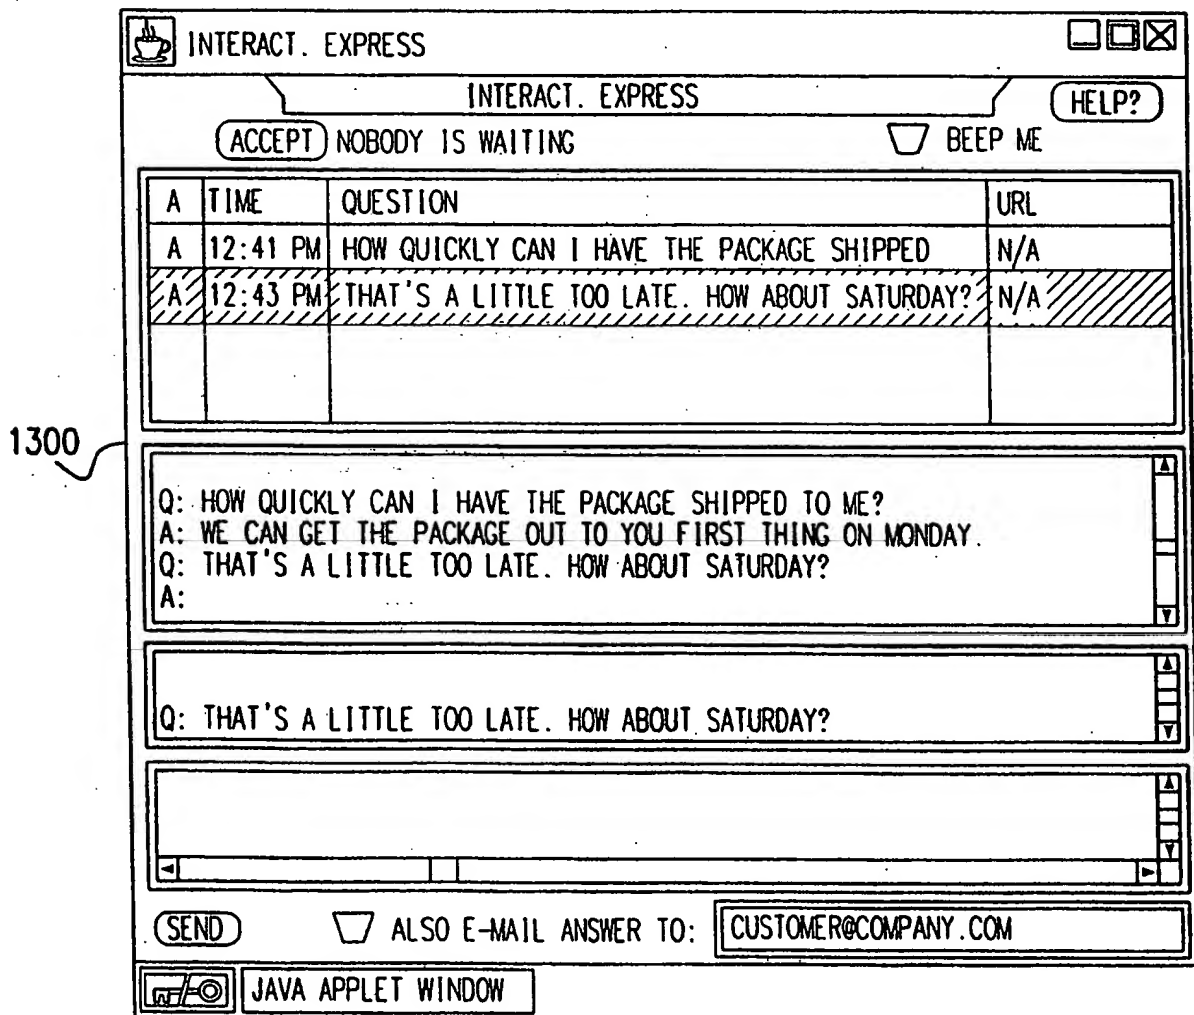 INTERACT. EXPRESS
INTERACT. EXPRESS
HELP?
ACCEPT NOBODY IS WAITING BEEP ME
A TIME QUESTION URL
A 12:41 PM HOW QUICKLY CAN I HAVE THE PACKAGE SHIPPED N/A
A 12:43 PM THAT'S A LITTLE TOO LATE. HOW ABOUT SATURDAY? N/A
1300
Q: HOW QUICKLY CAN I HAVE THE PACKAGE SHIPPED TO ME?
A: WE CAN GET THE PACKAGE OUT TO YOU FIRST THING ON MONDAY.
Q: THAT'S A LITTLE TOO LATE. HOW ABOUT SATURDAY?
A:
Q: THAT'S A LITTLE TOO LATE. HOW ABOUT SATURDAY?
SEND ALSO E-MAIL ANSWER TO: CUSTOMER@COMPANY.COM
JAVA APPLET WINDOW